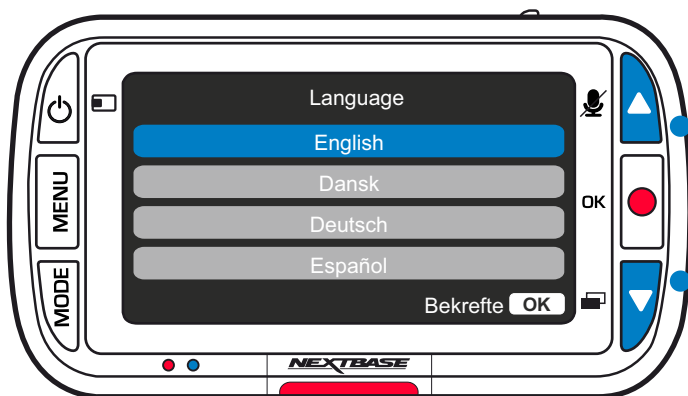 Language
English
Dansk
Deutsch
Español
Bekrefte OK
MENU
MODE
OK
NEXTBASE